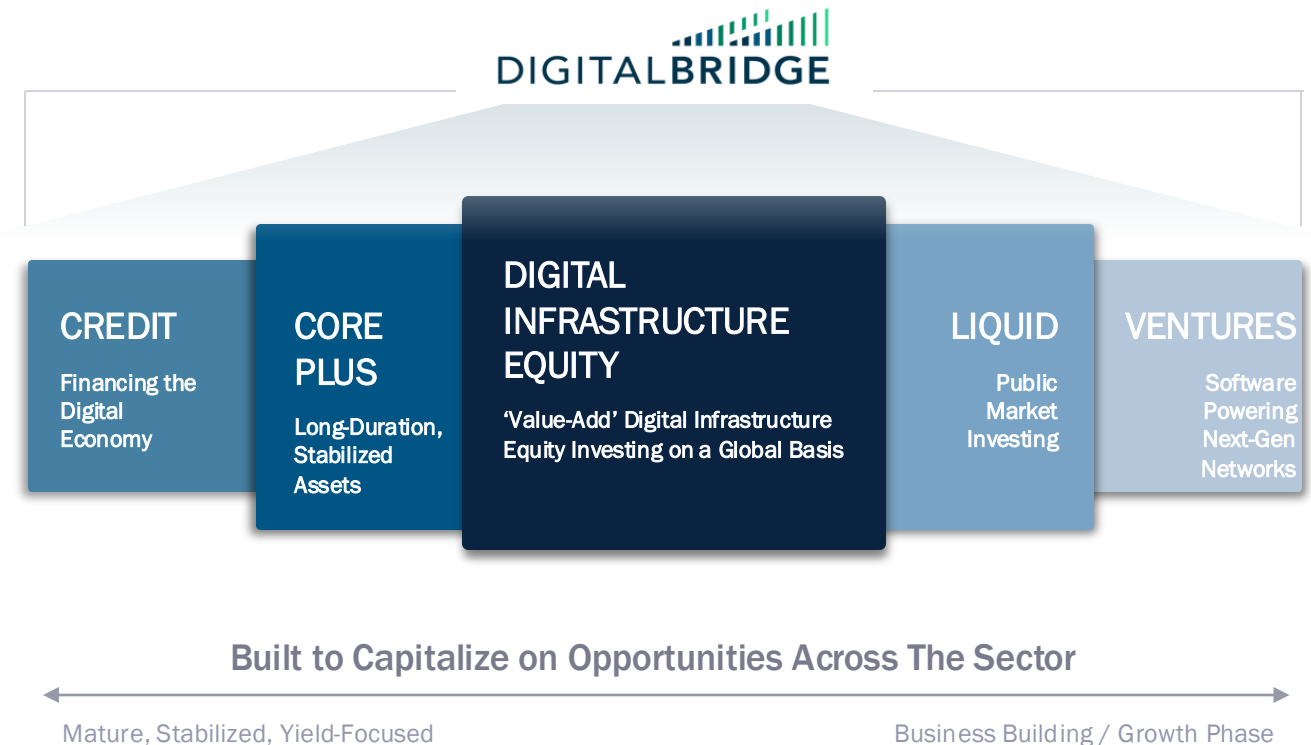 DIGITALBRIDGE
CREDIT
Financing the
Digital
Economy
CORE
PLUS
Long-Duration,
Stabilized
Assets
DIGITAL
INFRASTRUCTURE
EQUITY
‘Value-Add’ Digital Infrastructure
Equity Investing on a Global Basis
LIQUID
Public
Market
Investing
VENTURES
Software
Powering
Next-Gen
Networks
Built to Capitalize on Opportunities Across The Sector
Mature, Stabilized, Yield-Focused
Business Building / Growth Phase